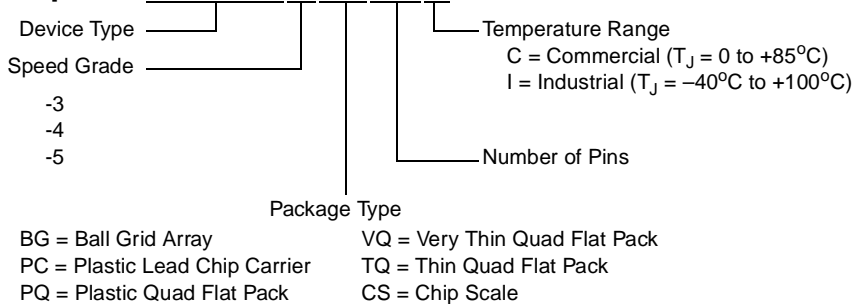 Device Type
Temperature Range
C = Commercial (TJ = 0 to +85°C)
Speed Grade
I = Industrial (TJ = –40°C to +100°C)
-3
-4
-5
Number of Pins
Package Type
BG = Ball Grid Array
VQ = Very Thin Quad Flat Pack
PC = Plastic Lead Chip Carrier
TQ = Thin Quad Flat Pack
PQ = Plastic Quad Flat Pack
CS = Chip Scale